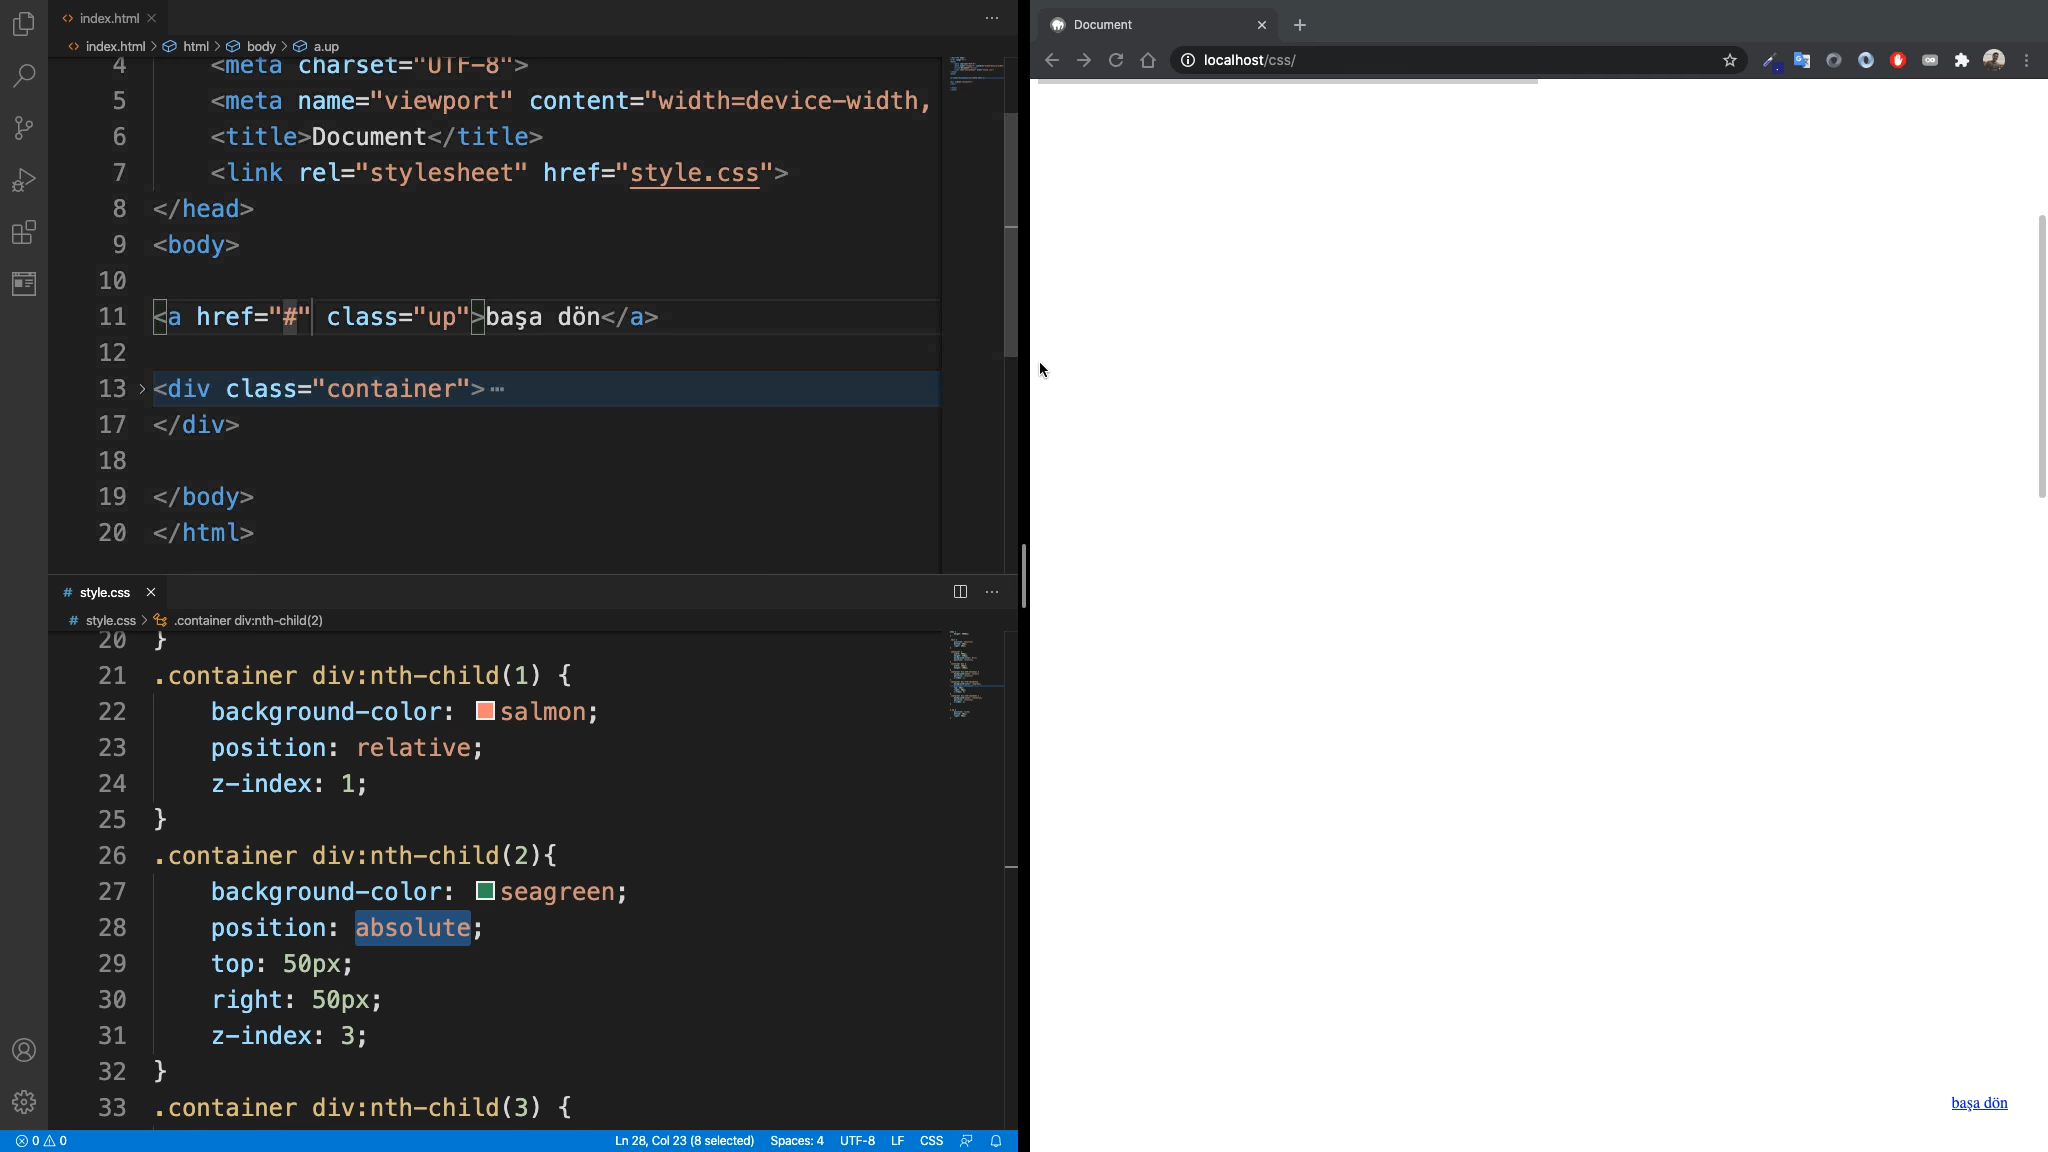 index.html
index.html > html > body > a.up
4 <meta charset="UTF-8">
5 <meta name="viewport" content="width=device-width,
6 <title>Document</title>
7 <link rel="stylesheet" href="style.css">
8 </head>
9 <body>
10
11 <a href="#" class="up">başa dön</a>
12
13 <div class="container">
17 </div>
18
19 </body>
20 </html>
# style.css
# style.css > .container div:nth-child(2)
20 }
21 .container div:nth-child(1) {
22 background-color: salmon;
23 position: relative;
24 z-index: 1;
25 }
26 .container div:nth-child(2){
27 background-color: seagreen;
28 position: absolute;
29 top: 50px;
30 right: 50px;
31 z-index: 3;
32 }
33 .container div:nth-child(3) {
0 0 Ln 28, Col 23 (8 selected) Spaces: 4 UTF-8 LF CSS
Document
localhost/css/
başa dön